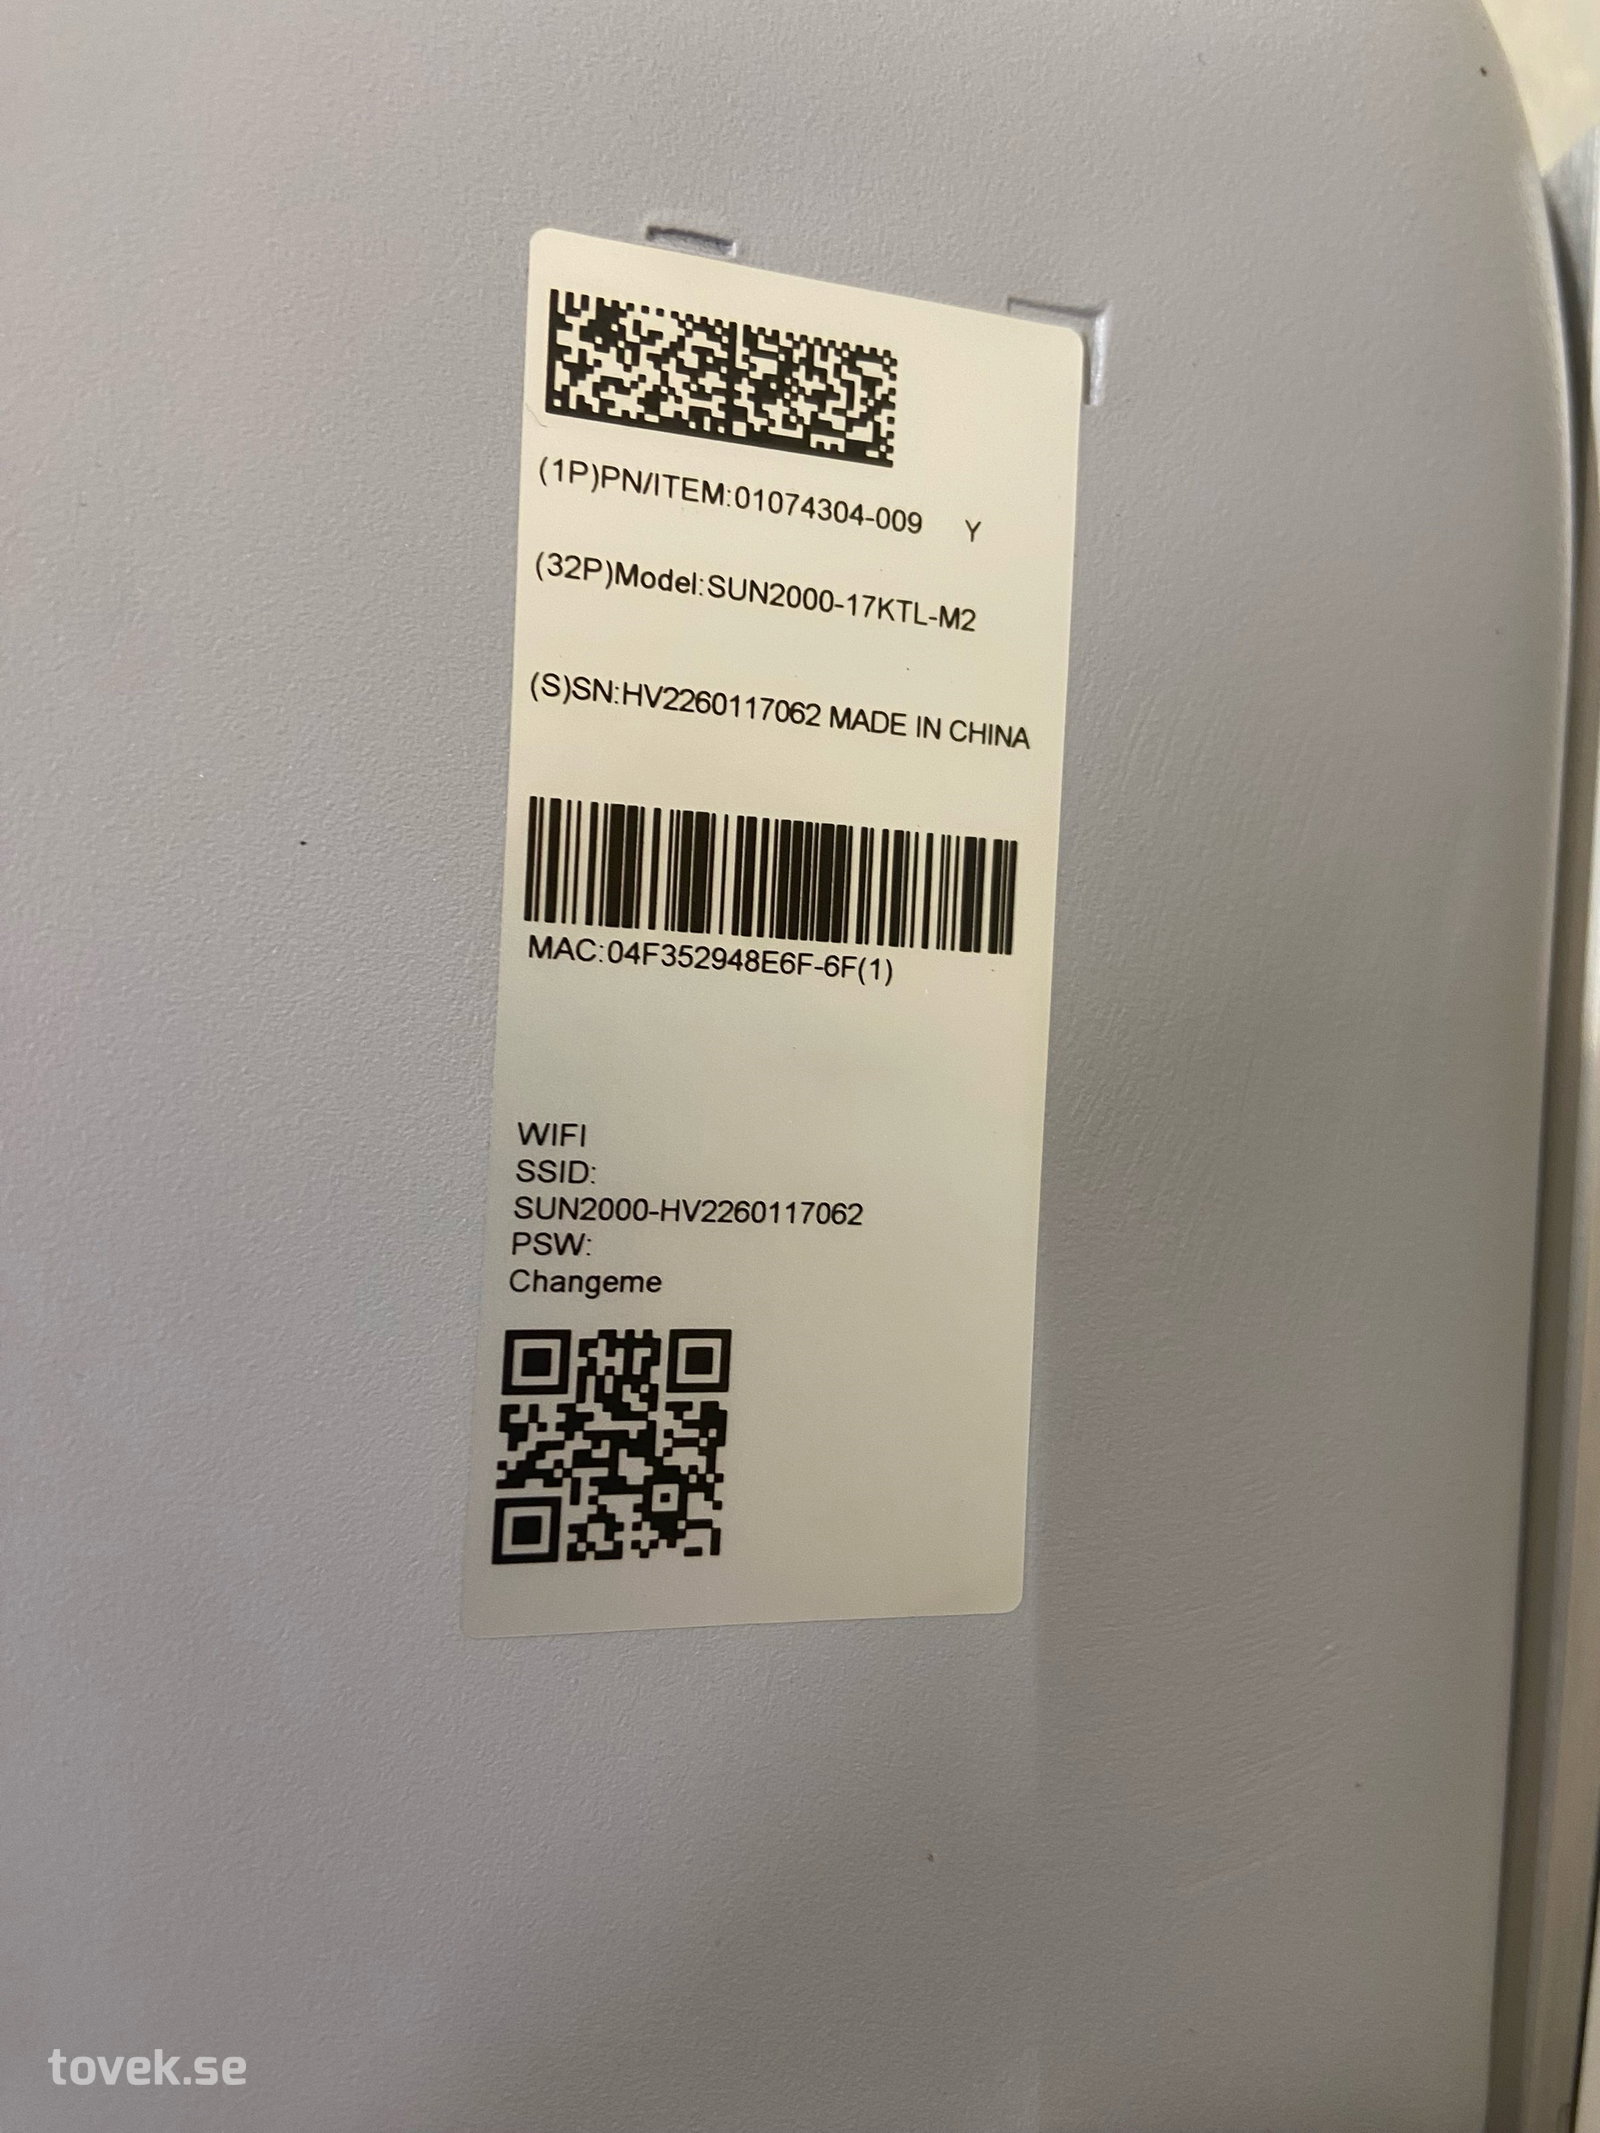 (1P)PN/ITEM:01074304-009 Y
(32P)Model:SUN2000-17KTL-M2
(S)SN:HV2260117062 MADE IN CHINA
MAC:04F352948E6F-6F(1)
WIFI
SSID:
SUN2000-HV2260117062
PSW:
Changeme
tovek.se